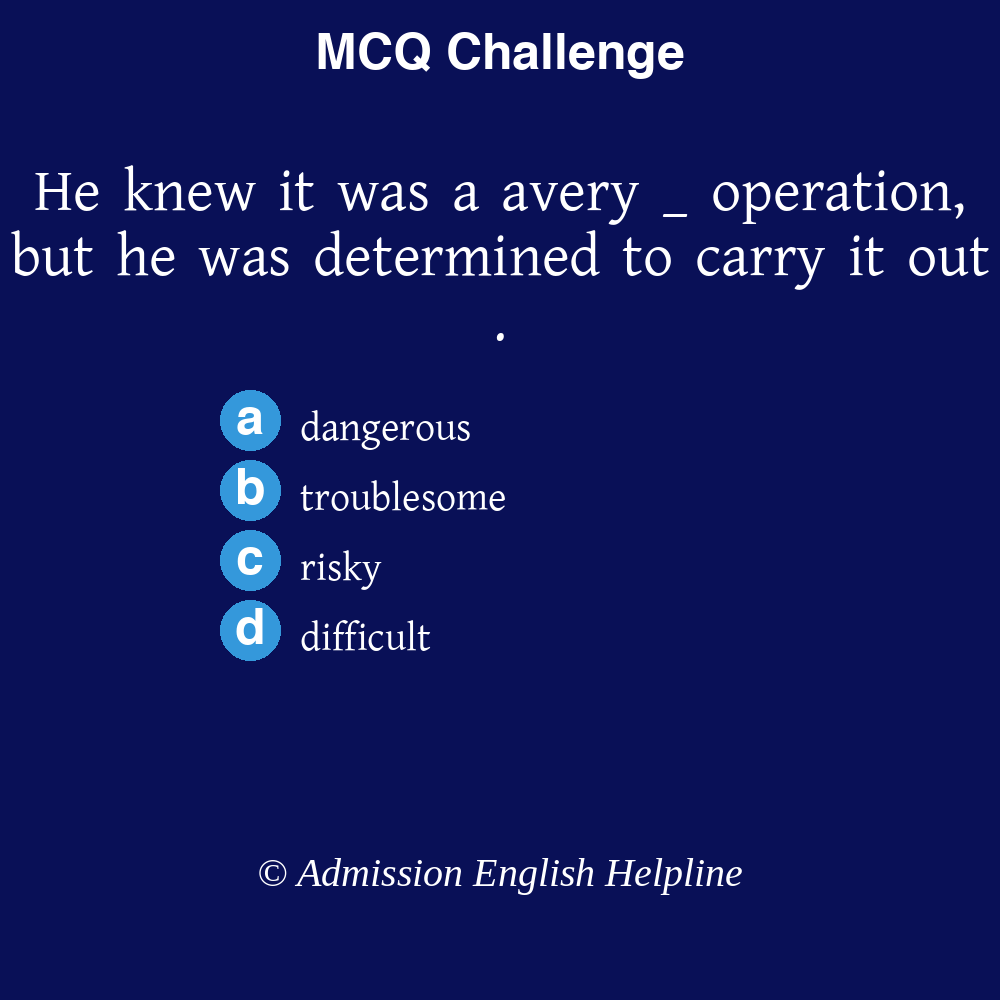 MCQ Challenge
He knew it was a avery _ operation,
but he was determined to carry it out
.
a dangerous
b troublesome
c risky
d difficult
© Admission English Helpline